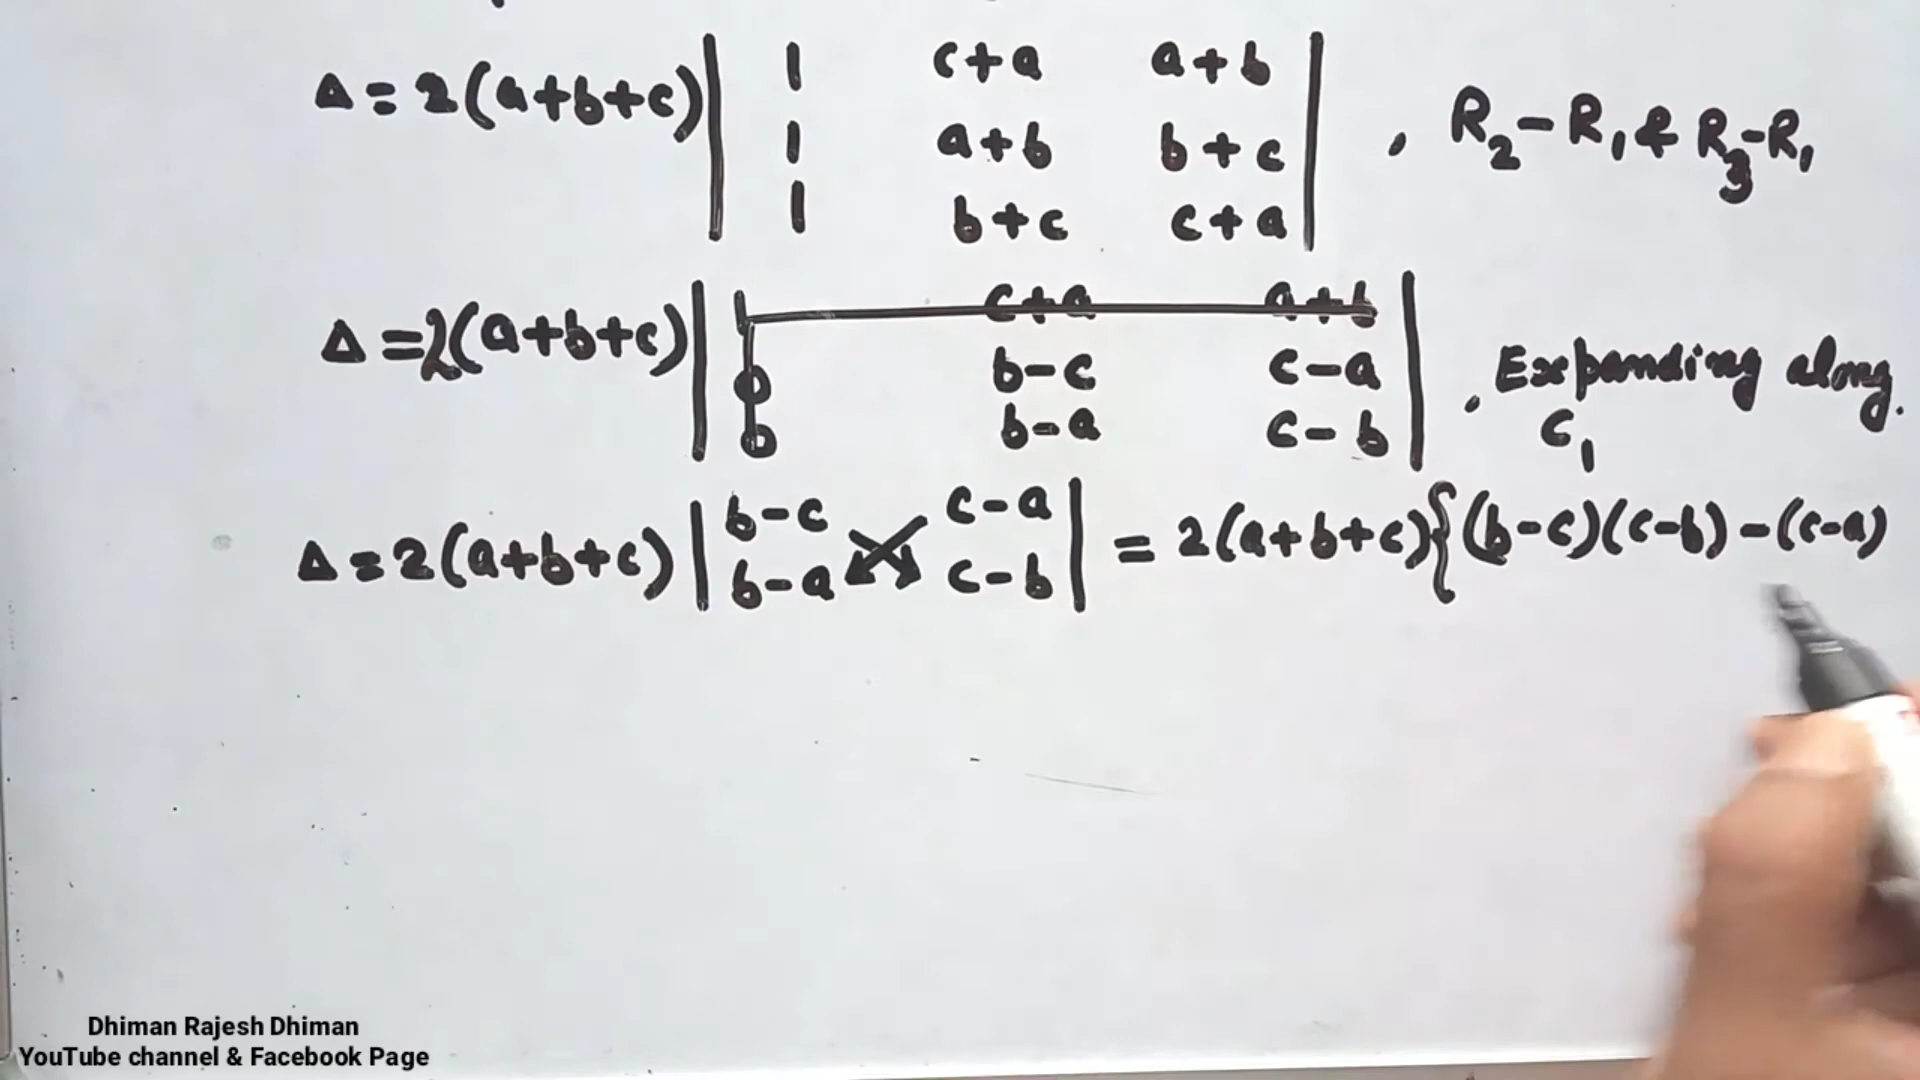 Δ = 2(a+b+c) | 1 c+a a+b | , R₂-R₁ & R₃-R₁
| 1 a+b b+c |
| 1 b+c c+a |
Δ = 2(a+b+c) | 1 c+a a+b | , Expanding along C₁
| 0 b-c c-a |
| 0 b-a c-b |
Δ = 2(a+b+c) | b-c c-a | = 2(a+b+c){(b-c)(c-b)-(c-a)
| b-a c-b |
Dhiman Rajesh Dhiman
YouTube channel & Facebook Page